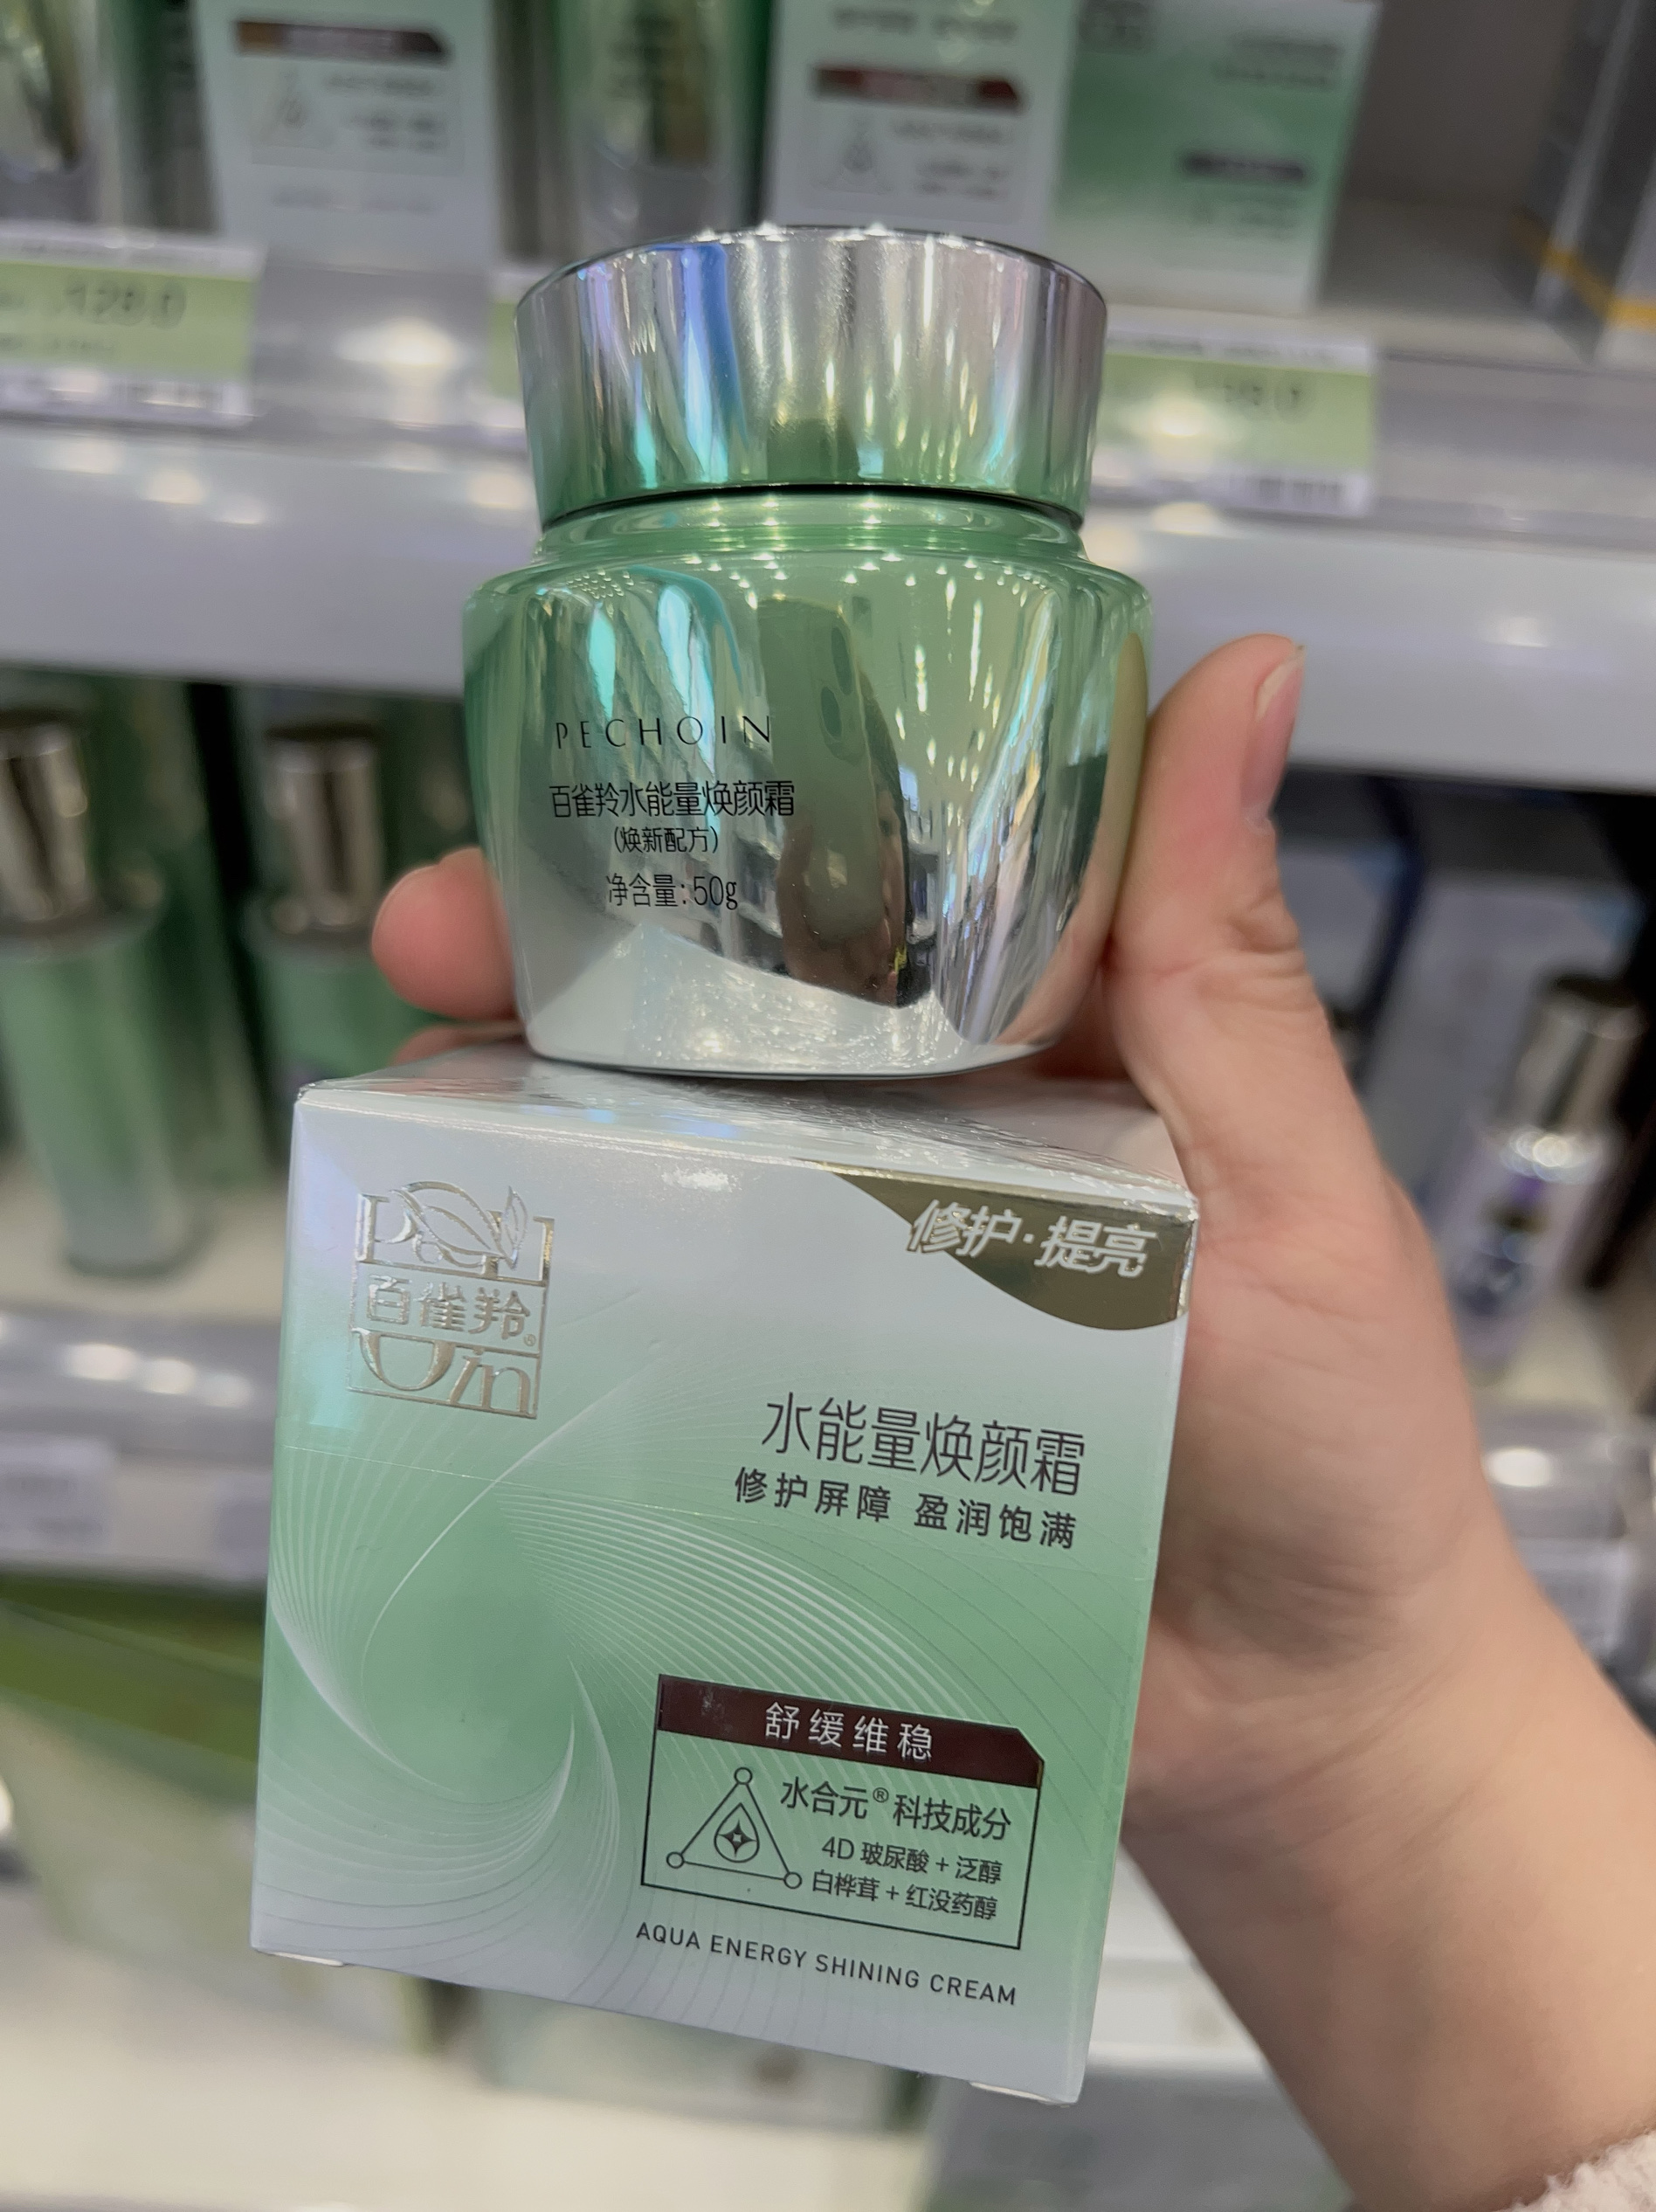 PECHOIN
百雀羚水能量焕颜霜
(焕新配方)
净含量:50g
修护·提亮
百雀羚®
水能量焕颜霜
修护屏障 盈润饱满
舒缓维稳
水合元®科技成分
4D 玻尿酸 + 泛醇
白桦茸 + 红没药醇
AQUA ENERGY SHINING CREAM